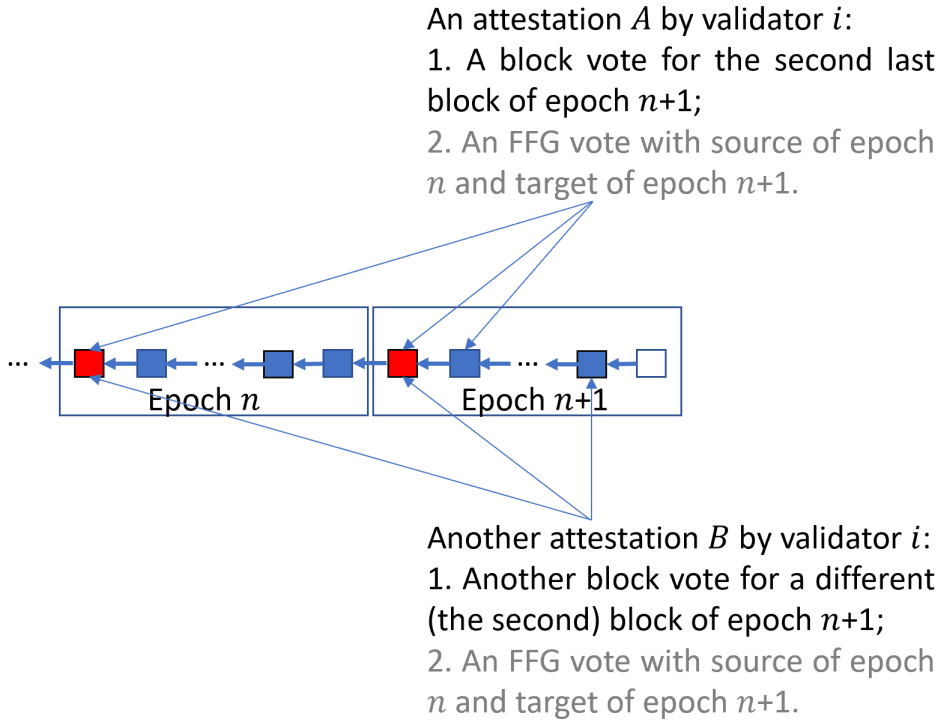 An attestation A by validator i:
1. A block vote for the second last
block of epoch n+1;
2. An FFG vote with source of epoch
n and target of epoch n+1.
... ... ...
Epoch n Epoch n+1
Another attestation B by validator i:
1. Another block vote for a different
(the second) block of epoch n+1;
2. An FFG vote with source of epoch
n and target of epoch n+1.